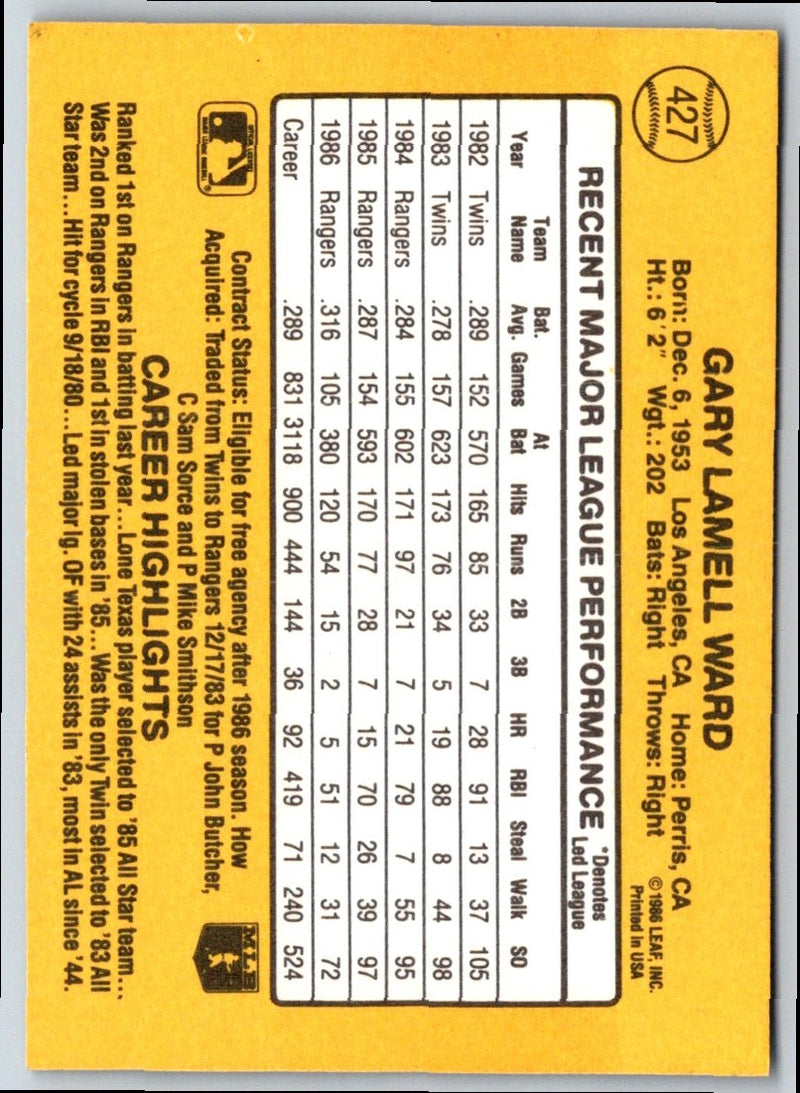 427
GARY LAMELL WARD
Born: Dec. 6, 1953 Los Angeles, CA Home: Perris, CA
Ht.: 6'2" Wgt.: 202 Bats: Right Throws: Right
© 1986 LEAF, INC.
Printed in USA
RECENT MAJOR LEAGUE PERFORMANCE
*Denotes
Led League
Year Team Name Bat. Avg. Games At Bat Hits Runs 2B 3B HR RBI Steal Walk SO
1982 Twins .289 152 570 165 85 33 7 28 91 13 37 105
1983 Twins .278 157 623 173 76 34 5 19 88 8 44 98
1984 Rangers .284 155 602 171 97 21 7 21 79 7 55 95
1985 Rangers .287 154 593 170 77 28 7 15 70 26 39 97
1986 Rangers .316 105 380 120 54 15 2 5 51 12 31 72
Career .289 831 3118 900 444 144 36 92 419 71 240 524
Contract Status: Eligible for free agency after 1986 season. How
Acquired: Traded from Twins to Rangers 12/17/83 for P John Butcher,
C Sam Sorce and P Mike Smithson
MLB
CAREER HIGHLIGHTS
Ranked 1st on Rangers in batting last year... Lone Texas player selected to '85 All Star team...
Was 2nd on Rangers in RBI and 1st in stolen bases in '85... Was the only Twin selected to '83 All
Star team... Hit for cycle 9/18/80... Led major lg. OF with 24 assists in '83, most in AL since '44.